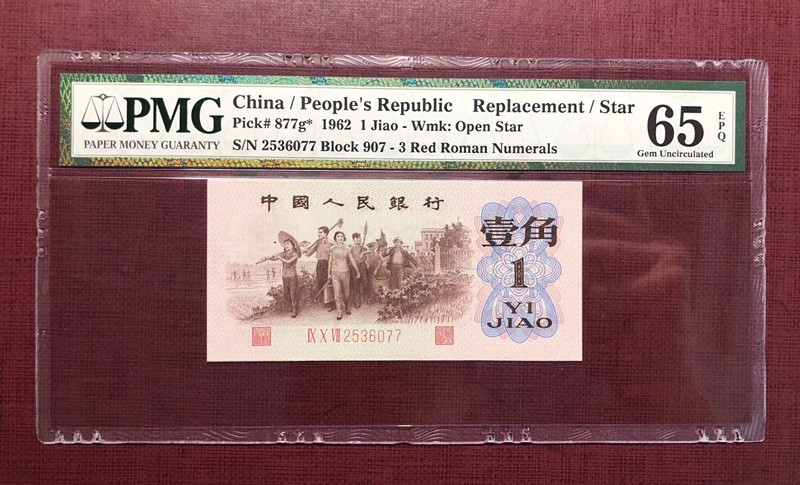 PMG
PAPER MONEY GUARANTY
China / People's Republic Replacement / Star
Pick# 877g* 1962 1 Jiao - Wmk: Open Star
S/N 2536077 Block 907 - 3 Red Roman Numerals
65 EPQ
Gem Uncirculated
中國人民銀行
壹角
1
YI
JIAO
IX X VII 2536077